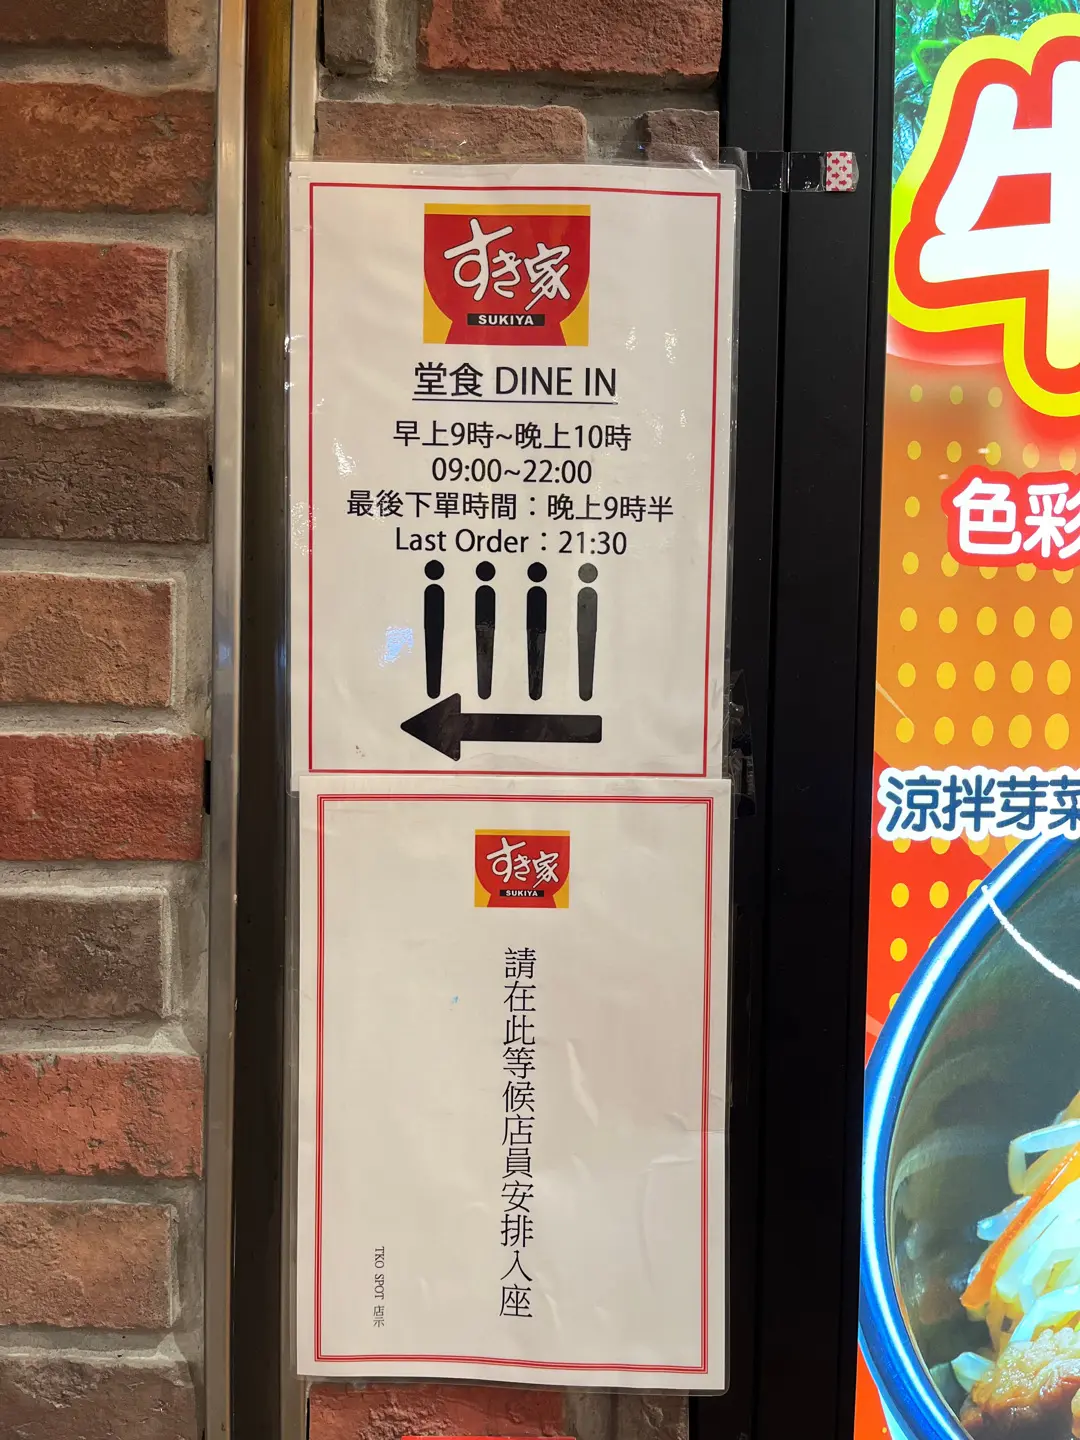 すき家
SUKIYA
堂食 DINE IN
早上9時~晚上10時
09:00~22:00
最後下單時間：晚上9時半
Last Order：21:30
すき家
SUKIYA
請在此等候店員安排入座
TKO SPOT 店示
牛
色彩
涼拌芽菜